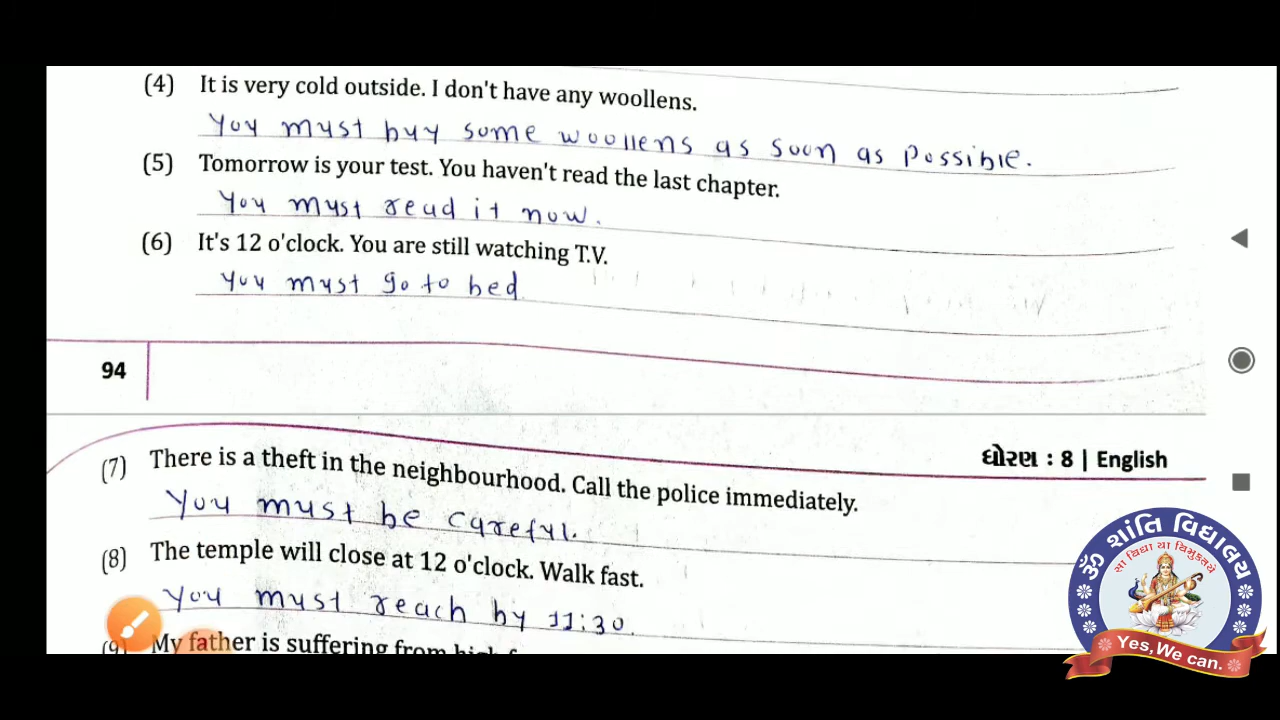 (4) It is very cold outside. I don't have any woollens.
You must buy some woollens as soon as possible.
(5) Tomorrow is your test. You haven't read the last chapter.
You must read it now.
(6) It's 12 o'clock. You are still watching T.V.
You must go to bed
94
ધોરણ : 8 | English
(7) There is a theft in the neighbourhood. Call the police immediately.
You must be careful.
(8) The temple will close at 12 o'clock. Walk fast.
You must reach by 11:30.
(9) My father is suffering from high
ૐ શાંતિ વિદ્યાલય
સા વિદ્યા યા વિમુક્તયે
Yes, We can.